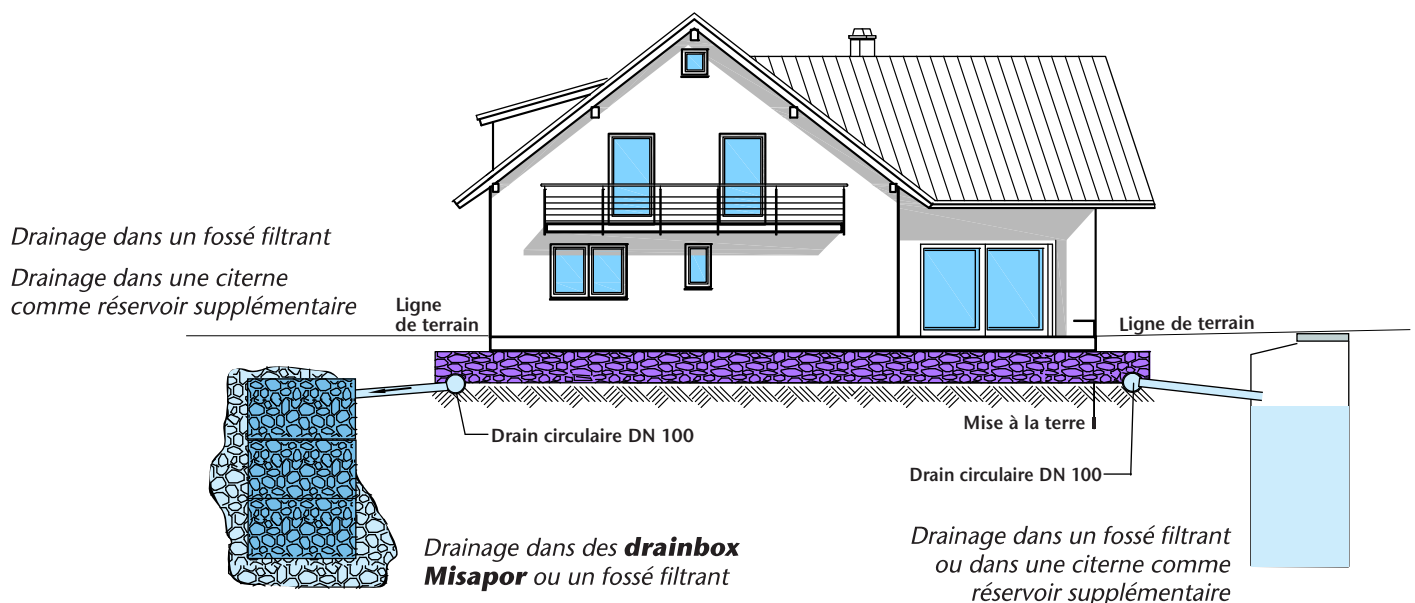 Drainage dans un fossé filtrant
Drainage dans une citerne
comme réservoir supplémentaire
Ligne
de terrain
Ligne de terrain
Drain circulaire DN 100
Mise à la terre
Drain circulaire DN 100
Drainage dans des drainbox
Misapor ou un fossé filtrant
Drainage dans un fossé filtrant
ou dans une citerne comme
réservoir supplémentaire